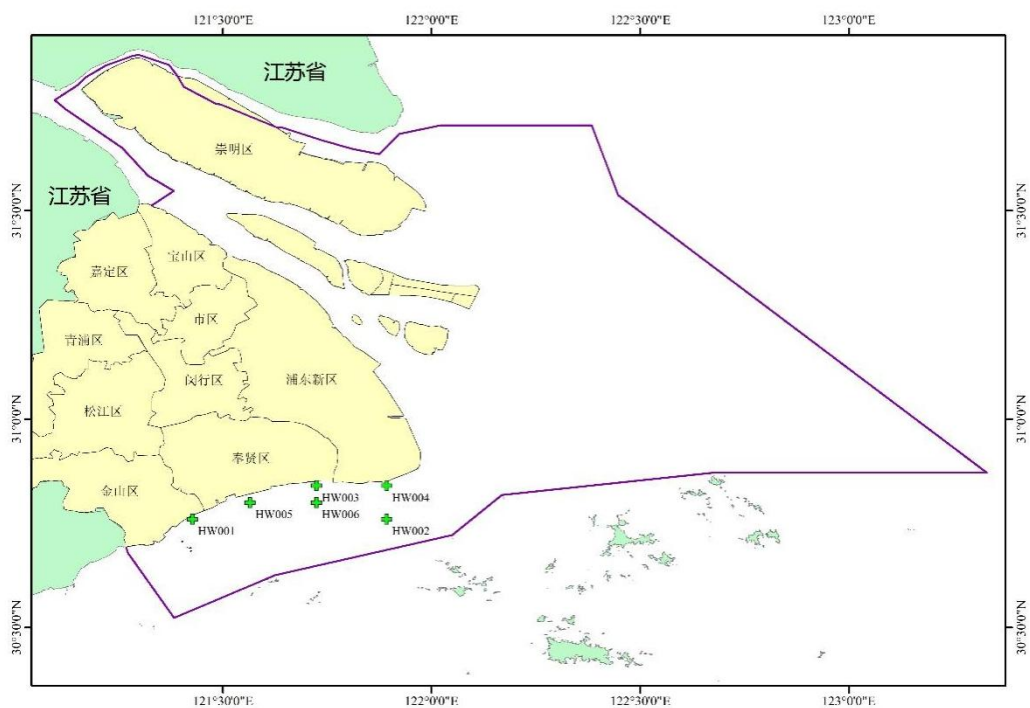 121°30'0"E 122°0'0"E 122°30'0"E 123°0'0"E
江苏省
崇明区
江苏省
31°30'0"N
31°30'0"N
宝山区
嘉定区
市区
青浦区
闵行区
浦东新区
松江区
31°0'0"N
31°0'0"N
奉贤区
金山区
HW003
HW004
HW005
HW006
HW001
HW002
30°30'0"N
30°30'0"N
121°30'0"E 122°0'0"E 122°30'0"E 123°0'0"E